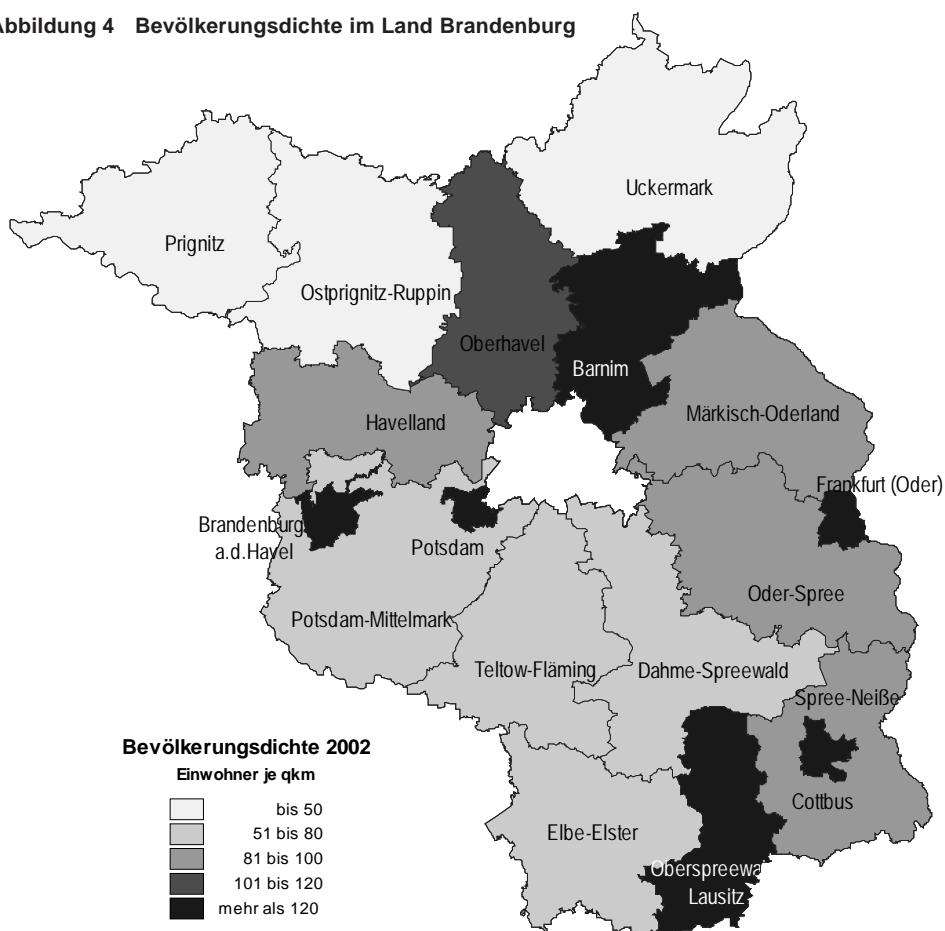 Abbildung 4 Bevölkerungsdichte im Land Brandenburg
Uckermark
Prignitz
Ostprignitz-Ruppin
Oberhavel
Barnim
Märkisch-Oderland
Havelland
Frankfurt (Oder)
Brandenburg
a.d.Havel
Potsdam
Oder-Spree
Potsdam-Mittelmark
Teltow-Fläming
Dahme-Spreewald
Spree-Neiße
Cottbus
Elbe-Elster
Oberspreewa
Lausitz
Bevölkerungsdichte 2002
Einwohner je qkm
bis 50
51 bis 80
81 bis 100
101 bis 120
mehr als 120